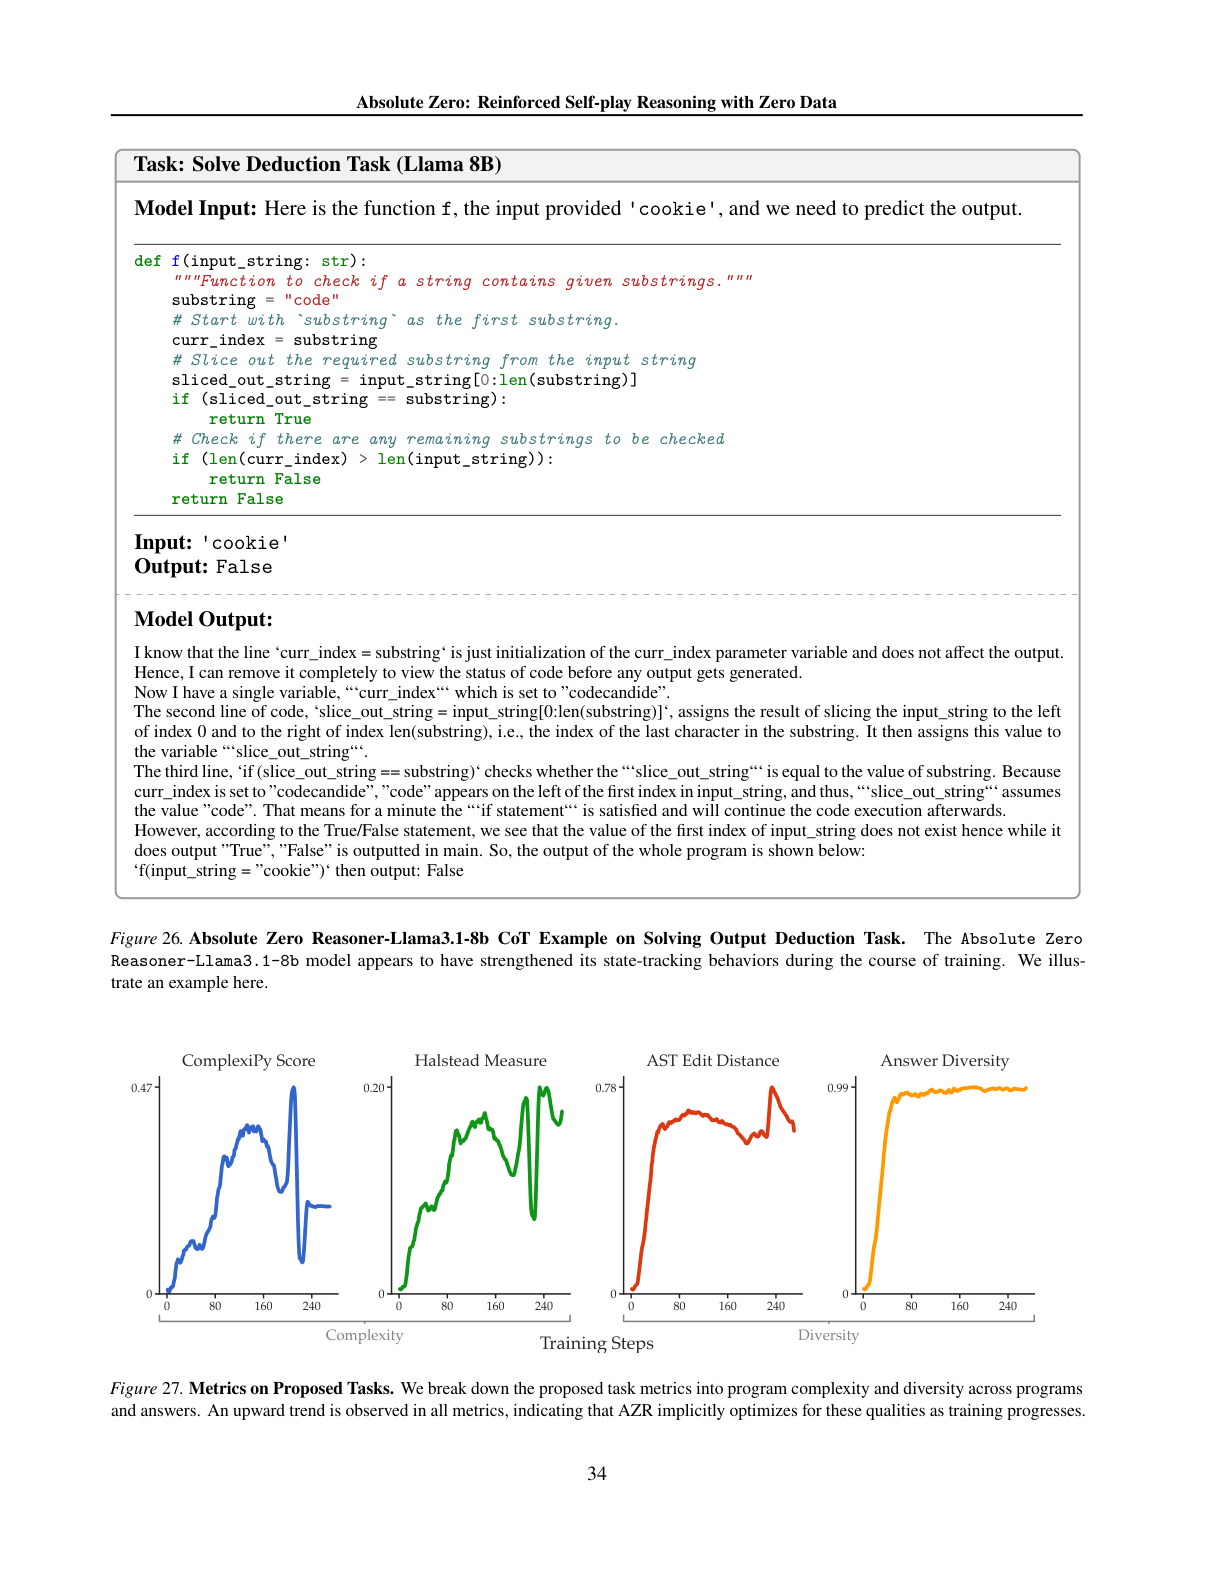 Absolute Zero: Reinforced Self-play Reasoning with Zero Data
Task: Solve Deduction Task (Llama 8B)
Model Input: Here is the function f, the input provided 'cookie', and we need to predict the output.
def f(input_string: str):
    """Function to check if a string contains given substrings."""
    substring = "code"
    # Start with `substring` as the first substring.
    curr_index = substring
    # Slice out the required substring from the input string
    sliced_out_string = input_string[0:len(substring)]
    if (sliced_out_string == substring):
        return True
    # Check if there are any remaining substrings to be checked
    if (len(curr_index) > len(input_string)):
        return False
    return False
Input: 'cookie'
Output: False
Model Output:
I know that the line ‘curr_index = substring‘ is just initialization of the curr_index parameter variable and does not affect the output.
Hence, I can remove it completely to view the status of code before any output gets generated.
Now I have a single variable, “‘curr_index“‘ which is set to ”codecandide”.
The second line of code, ‘slice_out_string = input_string[0:len(substring)]‘, assigns the result of slicing the input_string to the left
of index 0 and to the right of index len(substring), i.e., the index of the last character in the substring. It then assigns this value to
the variable “‘slice_out_string“‘.
The third line, ‘if (slice_out_string == substring)‘ checks whether the “‘slice_out_string“‘ is equal to the value of substring. Because
curr_index is set to ”codecandide”, ”code” appears on the left of the first index in input_string, and thus, “‘slice_out_string“‘ assumes
the value ”code”. That means for a minute the “‘if statement“‘ is satisfied and will continue the code execution afterwards.
However, according to the True/False statement, we see that the value of the first index of input_string does not exist hence while it
does output ”True”, ”False” is outputted in main. So, the output of the whole program is shown below:
‘f(input_string = ”cookie”)‘ then output: False
Figure 26. Absolute Zero Reasoner-Llama3.1-8b CoT Example on Solving Output Deduction Task. The Absolute Zero
Reasoner-Llama3.1-8b model appears to have strengthened its state-tracking behaviors during the course of training. We illus-
trate an example here.
ComplexiPy Score
0.47
0
0 80 160 240
Halstead Measure
0.20
0
0 80 160 240
Complexity
AST Edit Distance
0.78
0
0 80 160 240
Answer Diversity
0.99
0
0 80 160 240
Diversity
Training Steps
Figure 27. Metrics on Proposed Tasks. We break down the proposed task metrics into program complexity and diversity across programs
and answers. An upward trend is observed in all metrics, indicating that AZR implicitly optimizes for these qualities as training progresses.
34